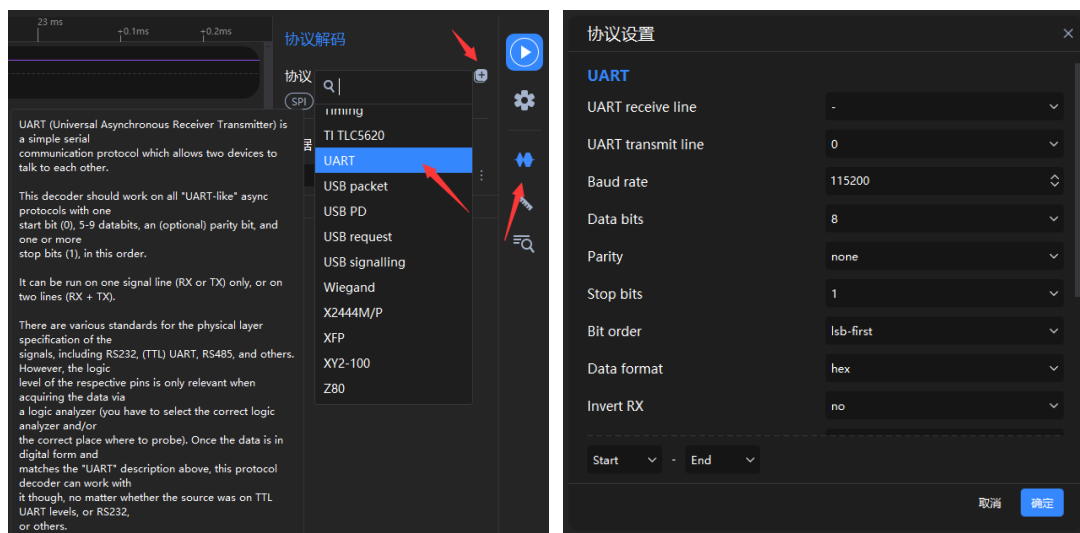 23 ms
+0.1ms
+0.2ms
协议解码
协议
SPI
据
Timing
TI TLC5620
UART
USB packet
USB PD
USB request
USB signalling
Wiegand
X2444M/P
XFP
XY2-100
Z80
UART (Universal Asynchronous Receiver Transmitter) is
a simple serial
communication protocol which allows two devices to
talk to each other.
This decoder should work on all "UART-like" async
protocols with one
start bit (0), 5-9 databits, an (optional) parity bit, and
one or more
stop bits (1), in this order.
It can be run on one signal line (RX or TX) only, or on
two lines (RX + TX).
There are various standards for the physical layer
specification of the
signals, including RS232, (TTL) UART, RS485, and others.
However, the logic
level of the respective pins is only relevant when
acquiring the data via
a logic analyzer (you have to select the correct logic
analyzer and/or
the correct place where to probe). Once the data is in
digital form and
matches the "UART" description above, this protocol
decoder can work with
it though, no matter whether the source was on TTL
UART levels, or RS232,
or others.
协议设置
UART
UART receive line -
UART transmit line 0
Baud rate 115200
Data bits 8
Parity none
Stop bits 1
Bit order lsb-first
Data format hex
Invert RX no
Start - End
取消 确定